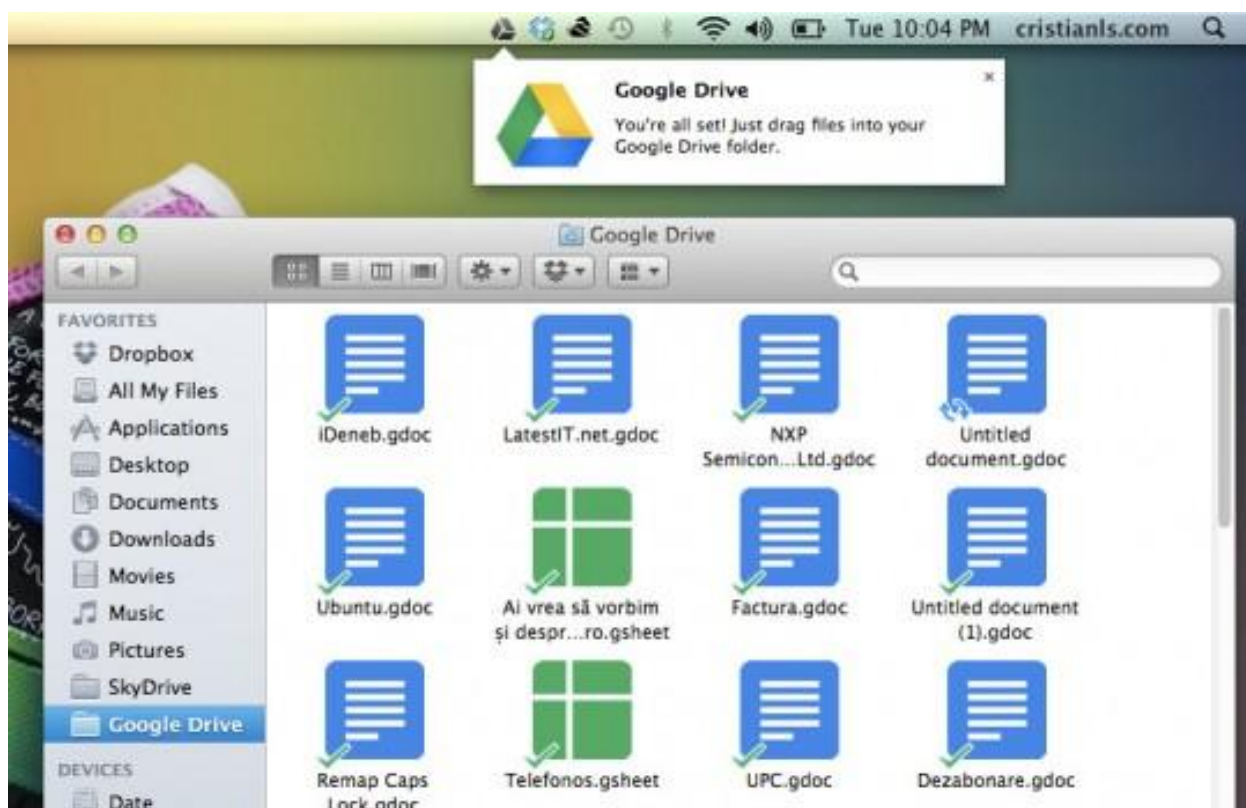 Tue 10:04 PM cristianls.com
Google Drive
You're all set! Just drag files into your
Google Drive folder.
Google Drive
FAVORITES
Dropbox
All My Files
Applications
Desktop
Documents
Downloads
Movies
Music
Pictures
SkyDrive
Google Drive
DEVICES
Date
iDeneb.gdoc
LatestIT.net.gdoc
NXP
Semicon...Ltd.gdoc
Untitled
document.gdoc
Ubuntu.gdoc
Ai vrea să vorbim
și despr...ro.gsheet
Factura.gdoc
Untitled document
(1).gdoc
Remap Caps
Lock.gdoc
Telefonos.gsheet
UPC.gdoc
Dezabonare.gdoc